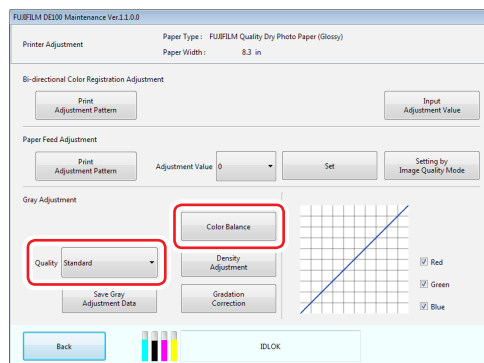 FUJIFILM DE100 Maintenance Ver.1.1.0.0
Printer Adjustment
Paper Type : FUJIFILM Quality Dry Photo Paper (Glossy)
Paper Width : 8.3 in
Bi-directional Color Registration Adjustment
Print
Adjustment Pattern
Input
Adjustment Value
Paper Feed Adjustment
Print
Adjustment Pattern
Adjustment Value 0
Set
Setting by
Image Quality Mode
Gray Adjustment
Color Balance
Quality Standard
Density
Adjustment
Save Gray
Adjustment Data
Gradation
Correction
Red
Green
Blue
Back
IDLOK